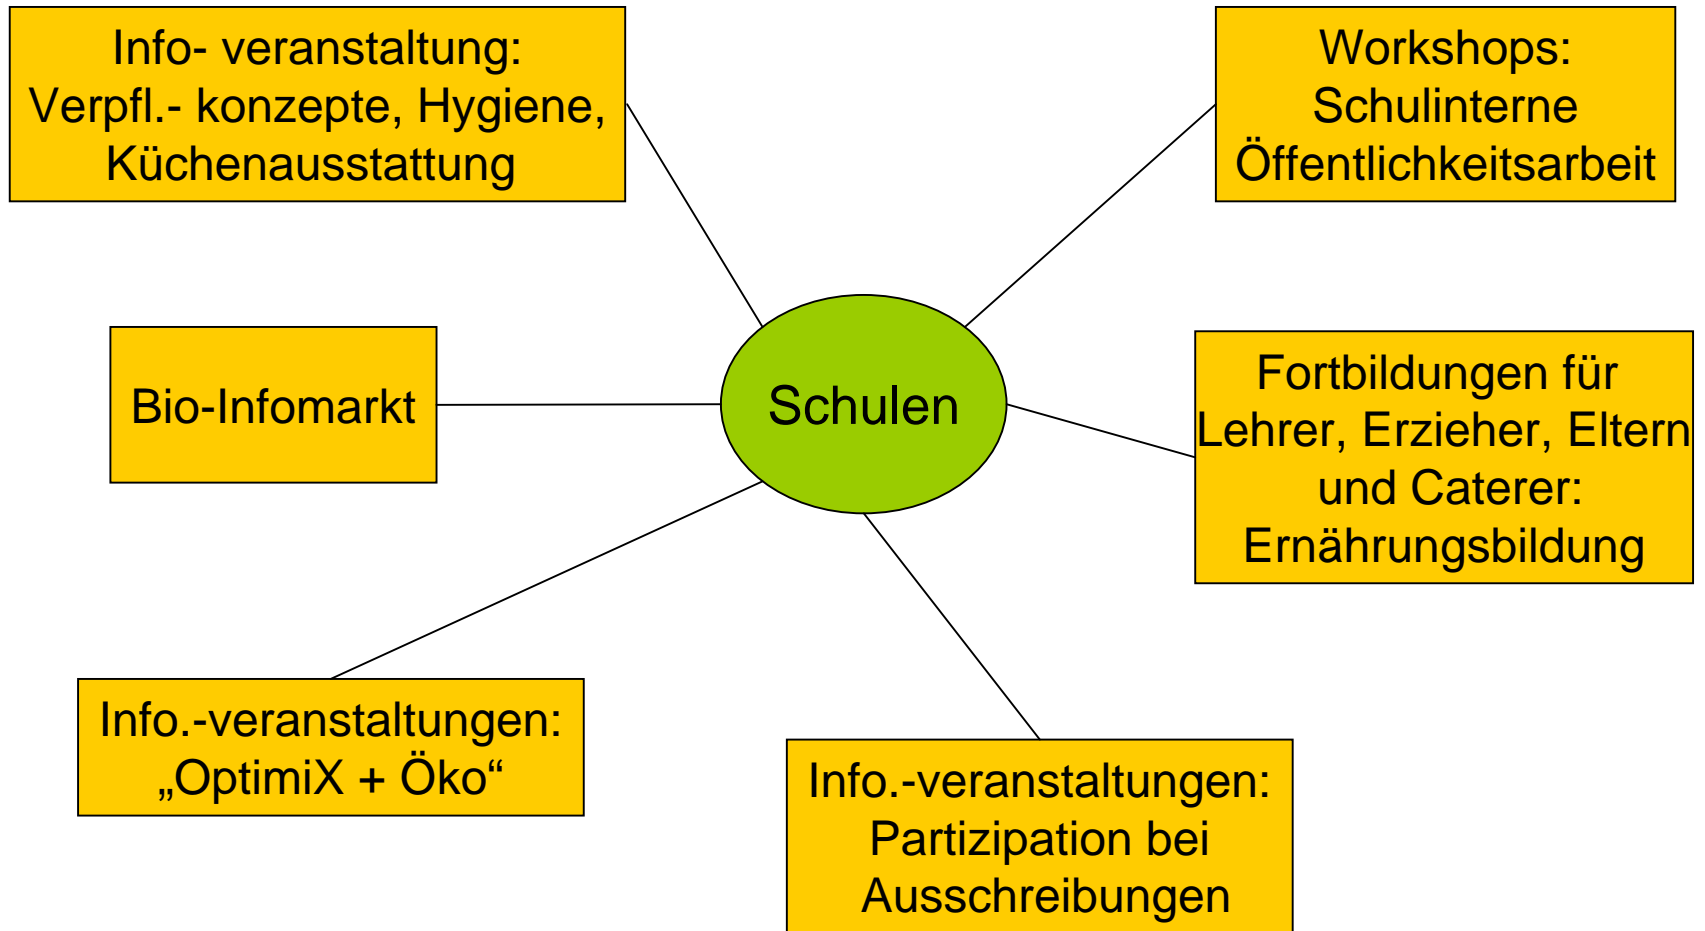 Info- veranstaltung:
Verpfl.- konzepte, Hygiene,
Küchenausstattung
Workshops:
Schulinterne
Öffentlichkeitsarbeit
Bio-Infomarkt
Schulen
Fortbildungen für
Lehrer, Erzieher, Eltern
und Caterer:
Ernährungsbildung
Info.-veranstaltungen:
„OptimiX + Öko“
Info.-veranstaltungen:
Partizipation bei
Ausschreibungen